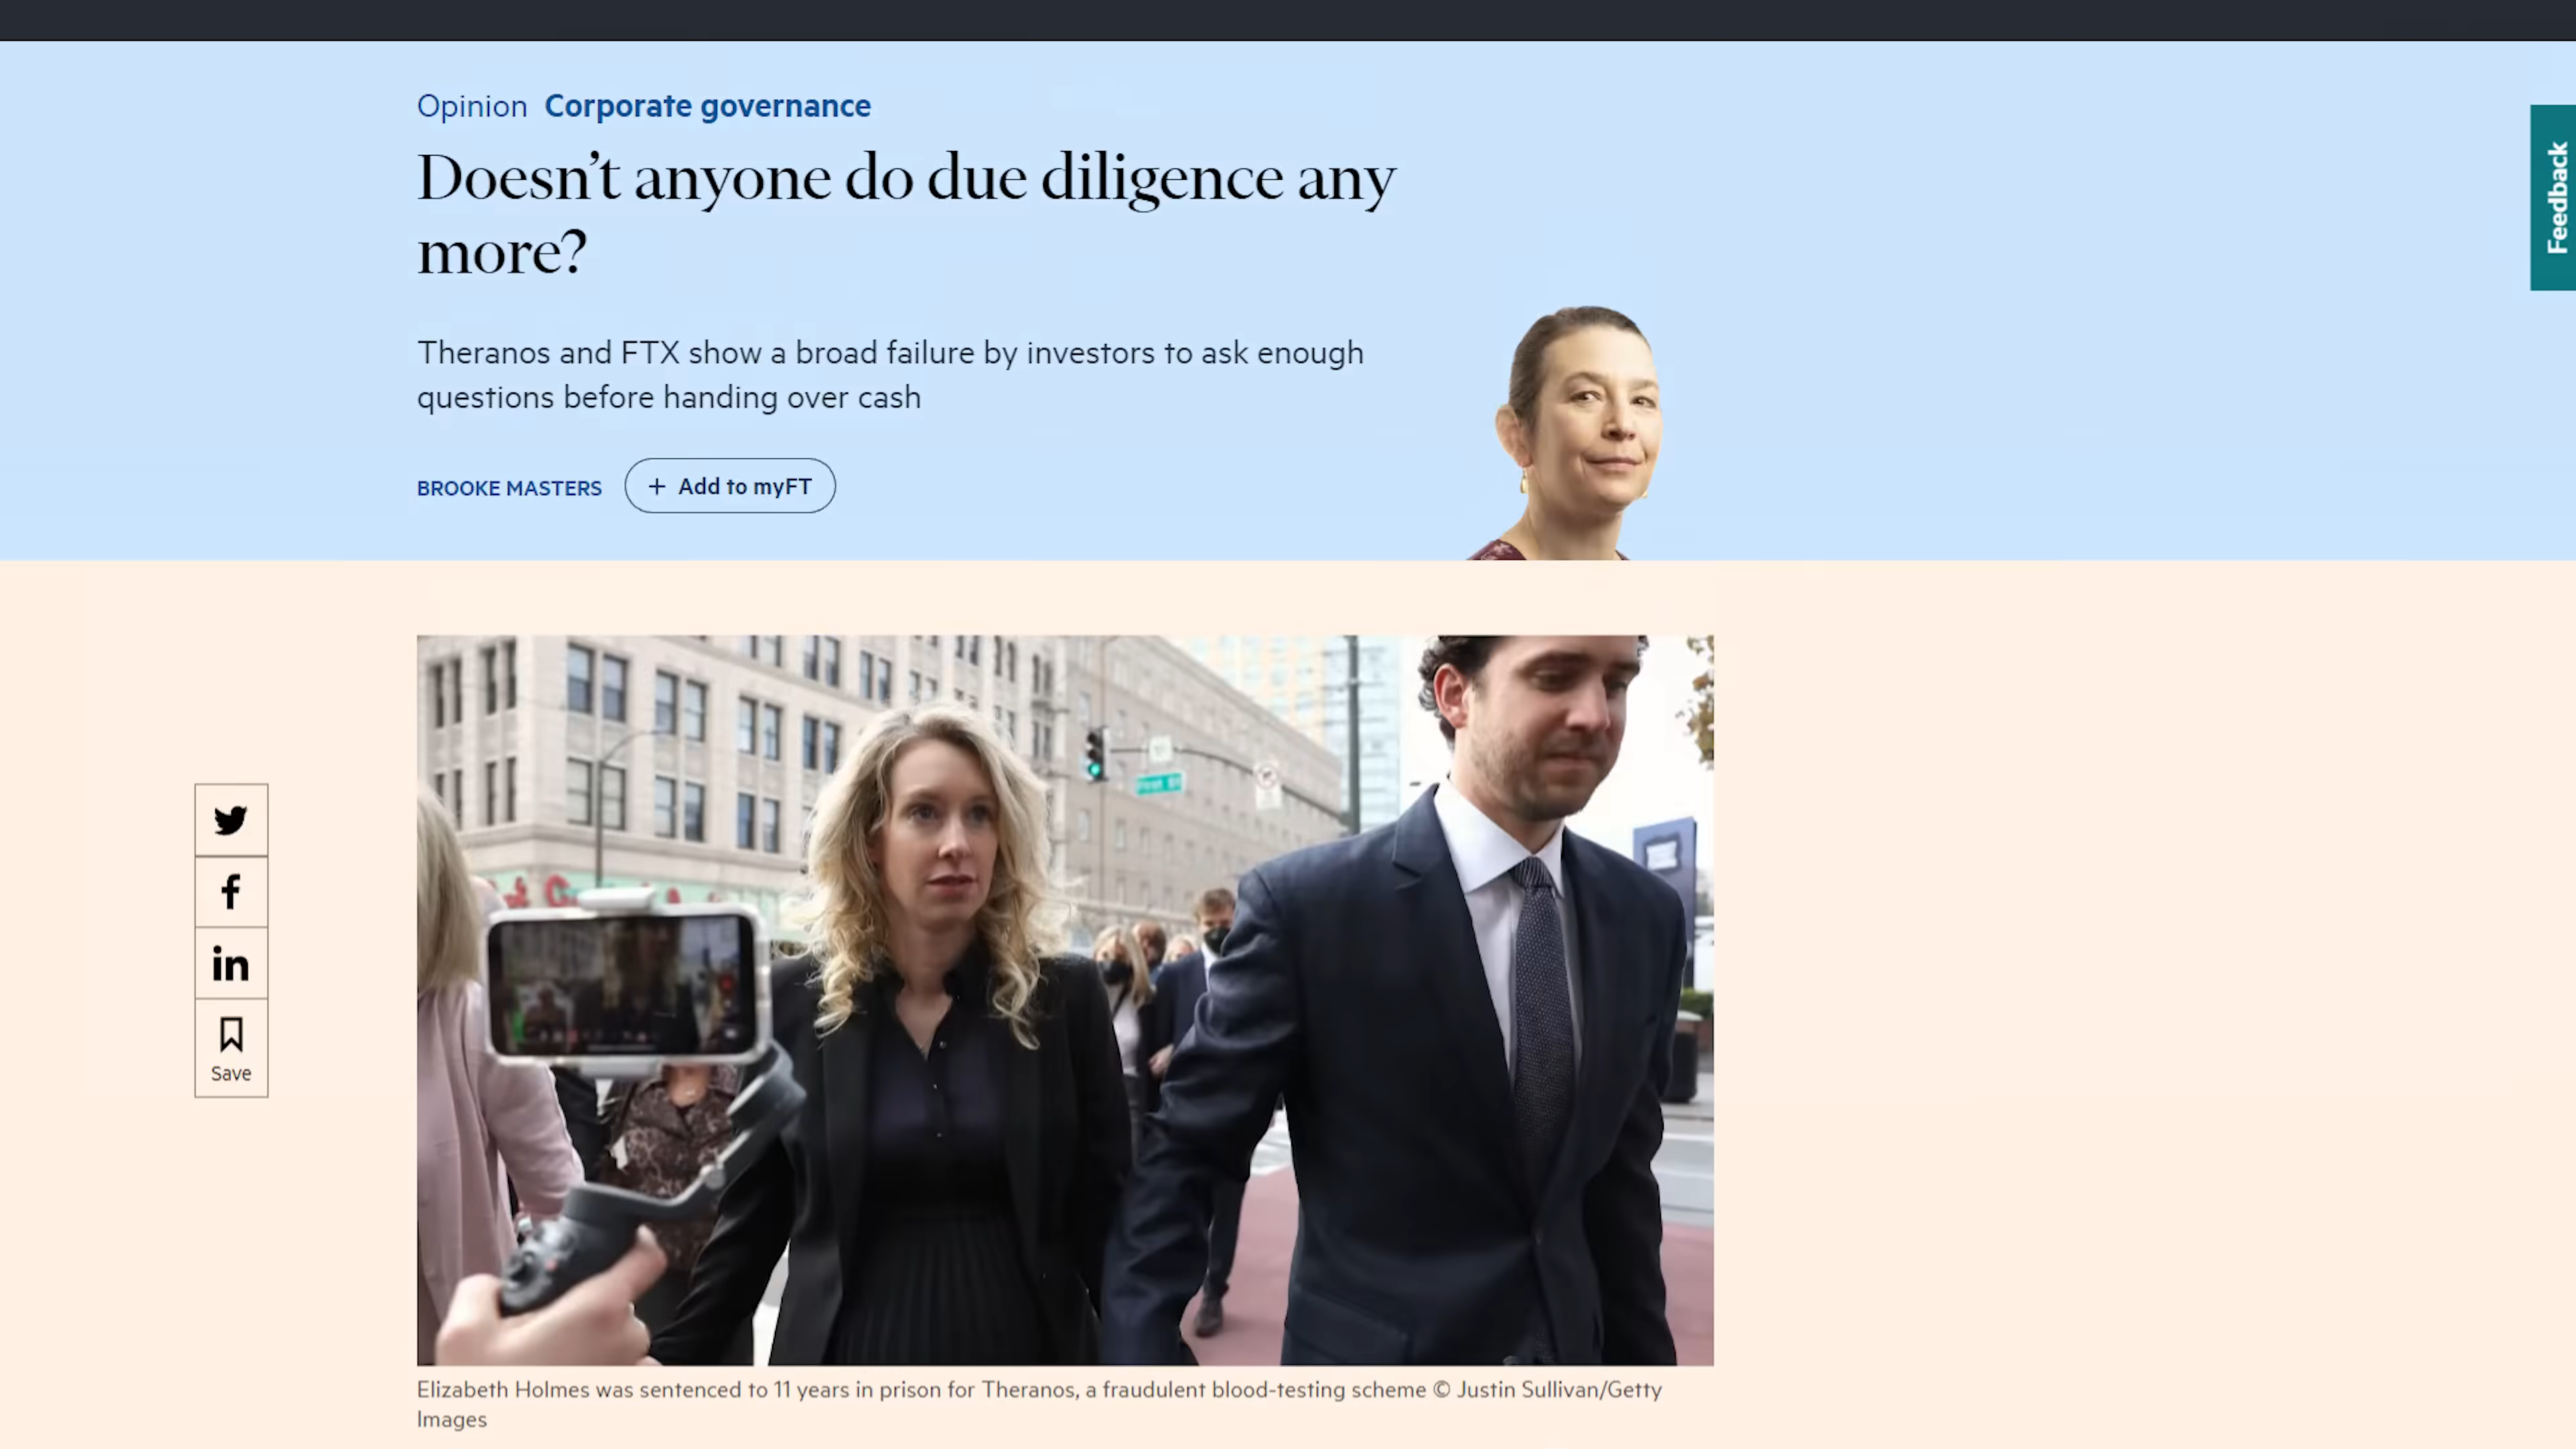 Opinion Corporate governance
Doesn’t anyone do due diligence any
more?
Theranos and FTX show a broad failure by investors to ask enough
questions before handing over cash
BROOKE MASTERS + Add to myFT
Feedback
in
Save
Elizabeth Holmes was sentenced to 11 years in prison for Theranos, a fraudulent blood-testing scheme © Justin Sullivan/Getty
Images